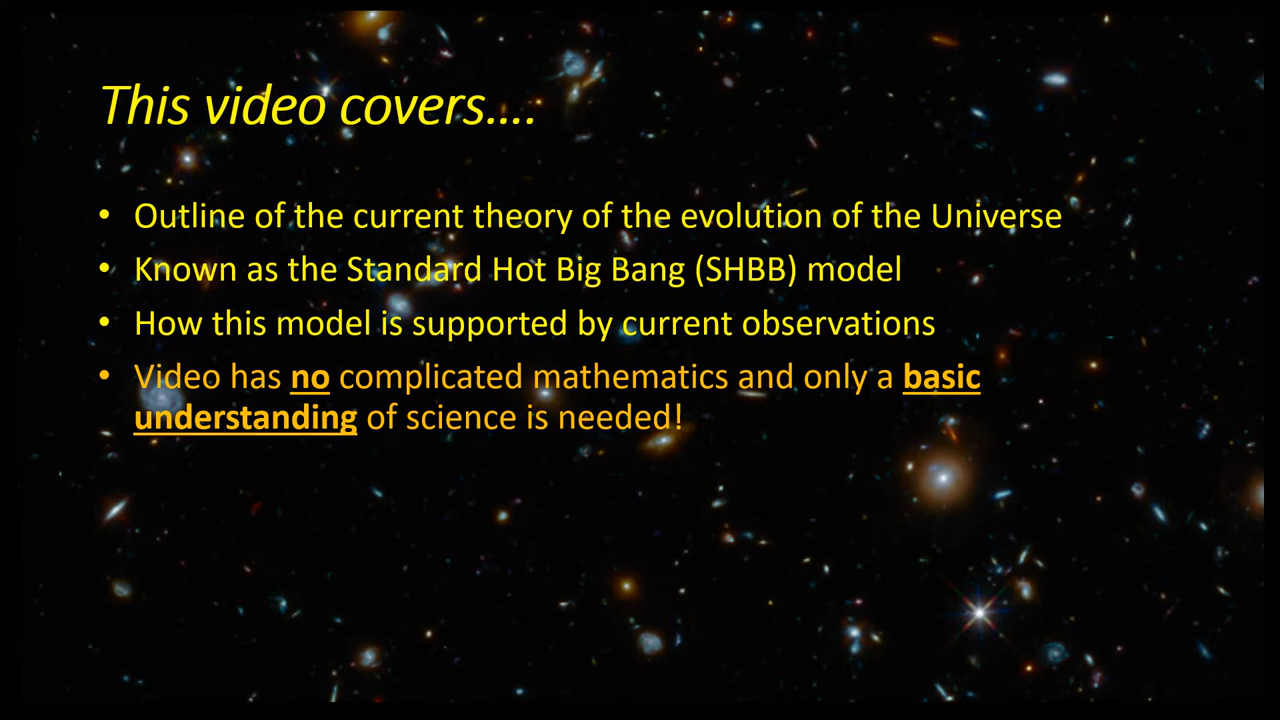 This video covers....
• Outline of the current theory of the evolution of the Universe
• Known as the Standard Hot Big Bang (SHBB) model
• How this model is supported by current observations
• Video has no complicated mathematics and only a basic
understanding of science is needed!